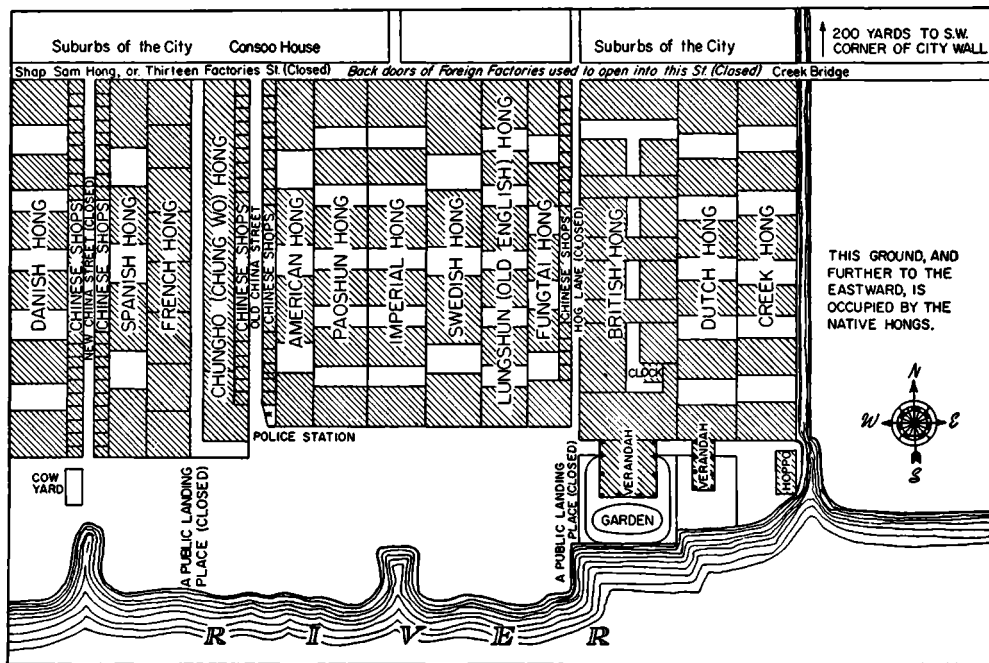 Suburbs of the City
Consoo House
Suburbs of the City
200 YARDS TO S.W.
CORNER OF CITY WALL
Shap Sam Hong, or. Thirteen Factories St. (Closed)
Back doors of Foreign Factories used to open into this St. (Closed)
Creek Bridge
DANISH HONG
(CHINESE SHOPS)
NEW CHINA STREET (CLOSED)
(CHINESE SHOPS)
SPANISH HONG
FRENCH HONG
CHUNGHO (CHUNG WO) HONG
(CHINESE SHOPS)
OLD CHINA STREET
(CHINESE SHOPS)
AMERICAN HONG
PAOSHUN HONG
IMPERIAL HONG
SWEDISH HONG
LUNGSHUN (OLD ENGLISH) HONG
FUNGTAI HONG
(CHINESE SHOPS)
HOG LANE (CLOSED)
BRITISH HONG
CLOCK
DUTCH HONG
CREEK HONG
THIS GROUND, AND
FURTHER TO THE
EASTWARD, IS
OCCUPIED BY THE
NATIVE HONGS.
N
W
E
S
POLICE STATION
COW
YARD
A PUBLIC LANDING
PLACE (CLOSED)
A PUBLIC LANDING
PLACE (CLOSED)
VERANDAH
VERANDAH
HOPPO
GARDEN
RIVER